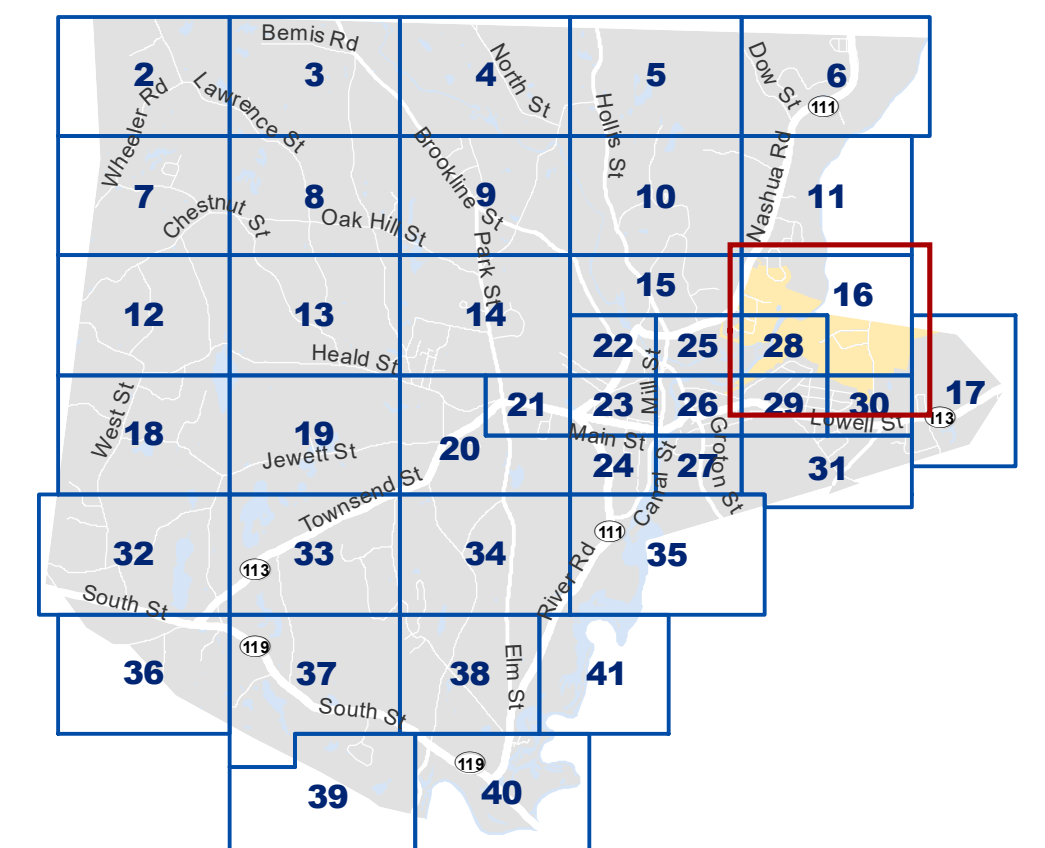 Bemis Rd
2
3
4
5
6
North St
Dow St
111
Wheeler Rd
Lawrence St
Hollis St
Brookline St
Nashua Rd
7
8
9
10
11
Chestnut St
Oak Hill St
Park St
12
13
14
15
16
Heald St
22
25
28
Mill St
17
West St
21
23
26
29
30
113
Lowell St
18
19
20
Main St
Groton St
Jewett St
24
27
31
Canal St
Townsend St
111
32
33
34
35
113
River Rd
South St
119
36
37
38
41
Elm St
South St
119
39
40